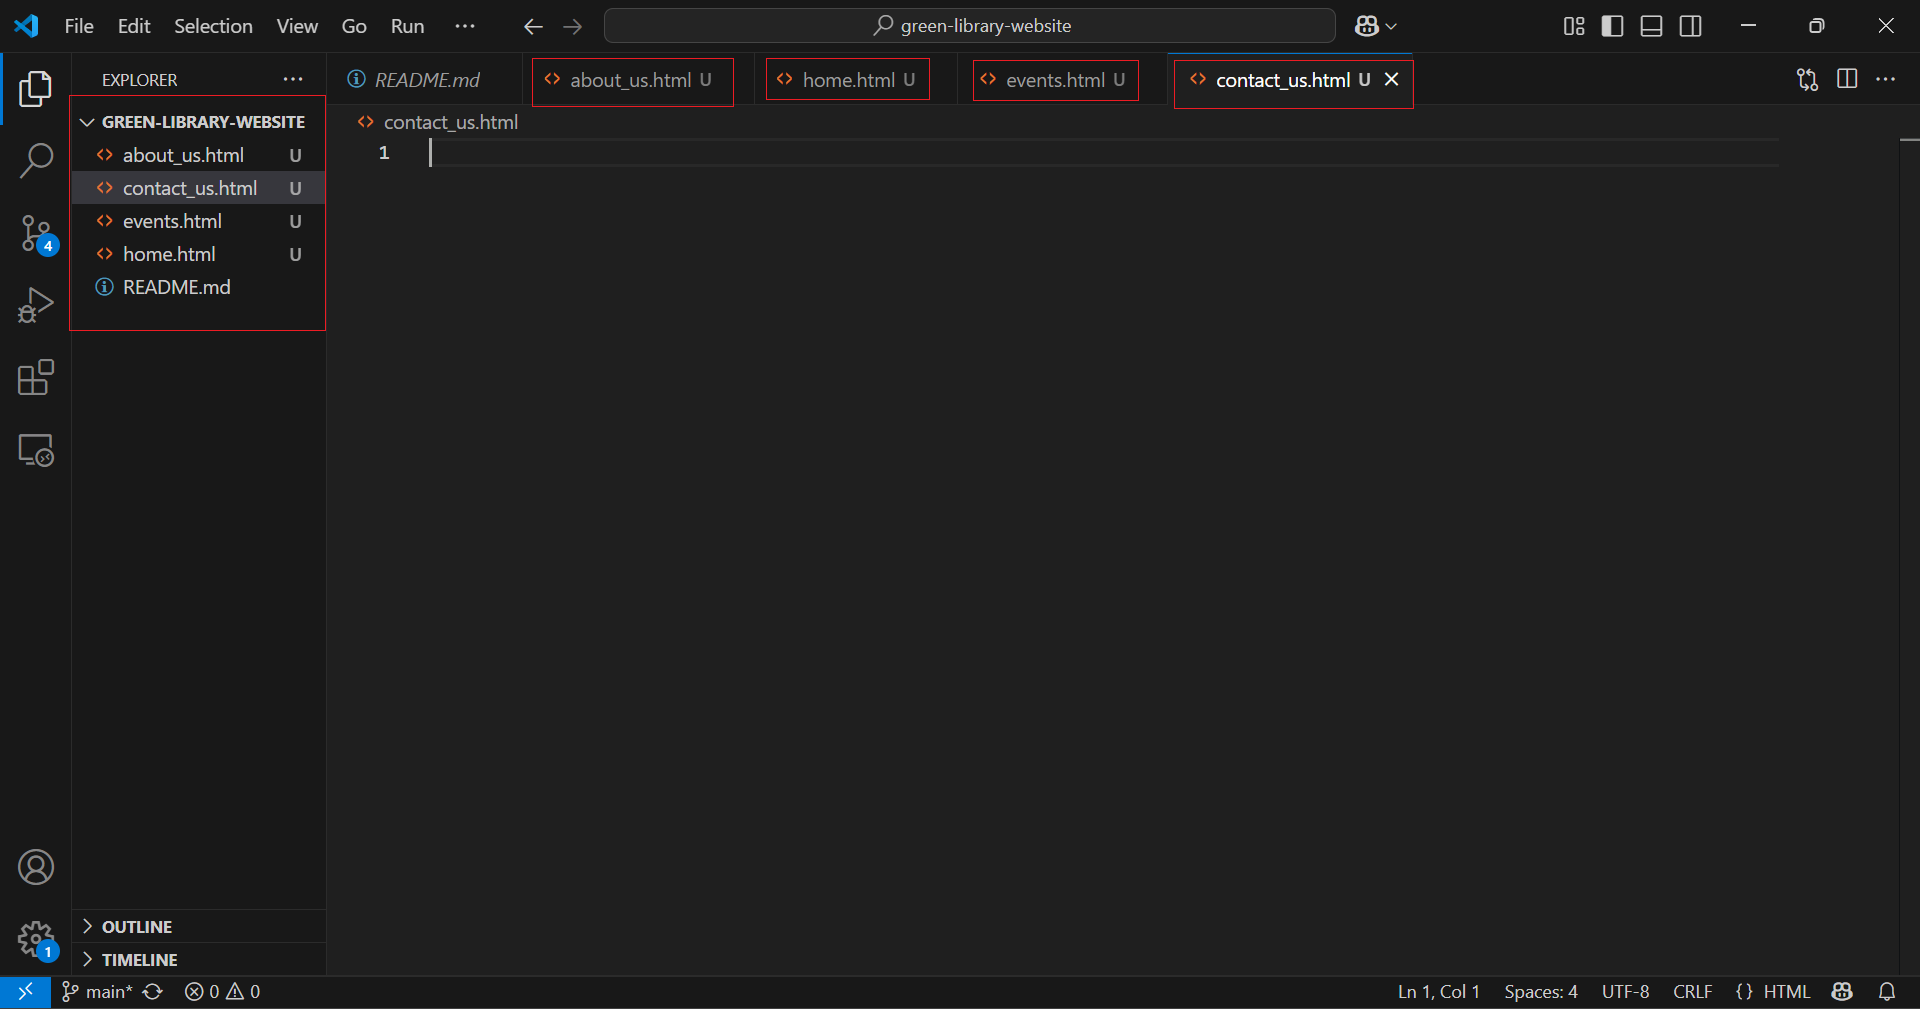 File Edit Selection View Go Run ··· green-library-website
EXPLORER ···
README.md about_us.html U home.html U events.html U contact_us.html U
GREEN-LIBRARY-WEBSITE
about_us.html U
contact_us.html U
events.html U
home.html U
README.md
contact_us.html
1
4
OUTLINE
1
TIMELINE
main* 0 0 Ln 1, Col 1 Spaces: 4 UTF-8 CRLF {} HTML